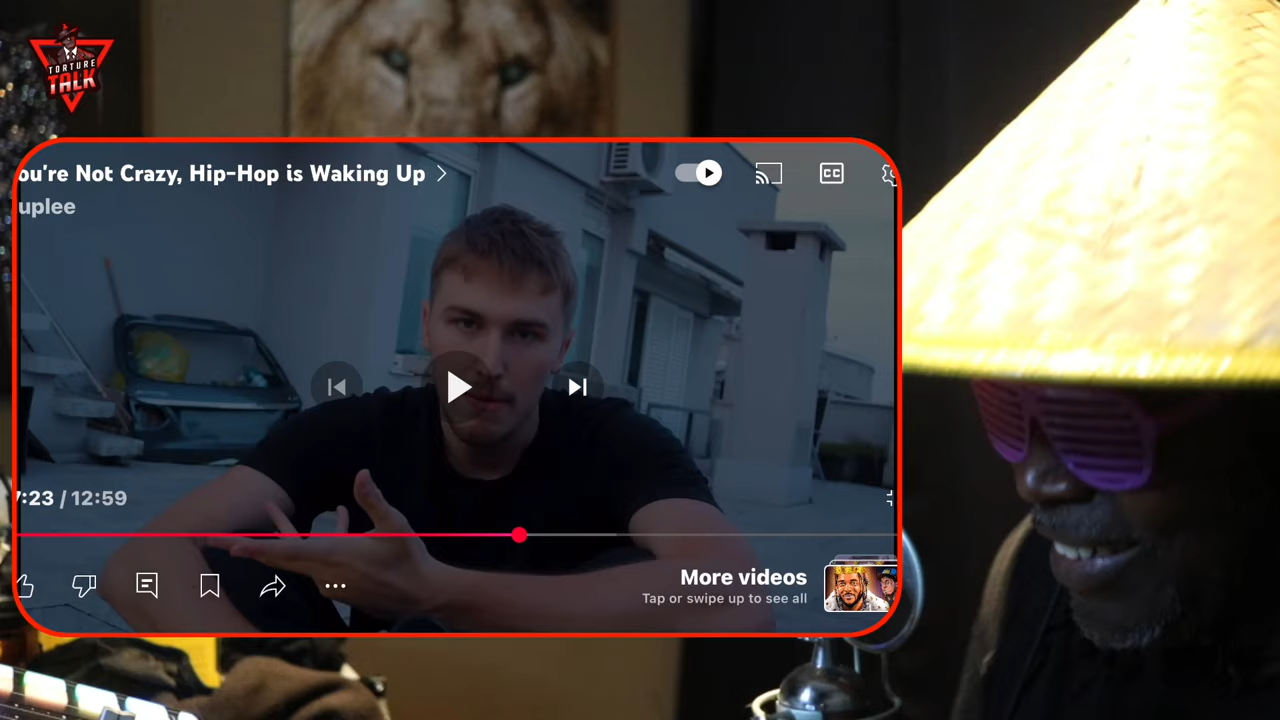 TORTURE
TALK
ou're Not Crazy, Hip-Hop is Waking Up
uplee
CC
:23 / 12:59
More videos
Tap or swipe up to see all